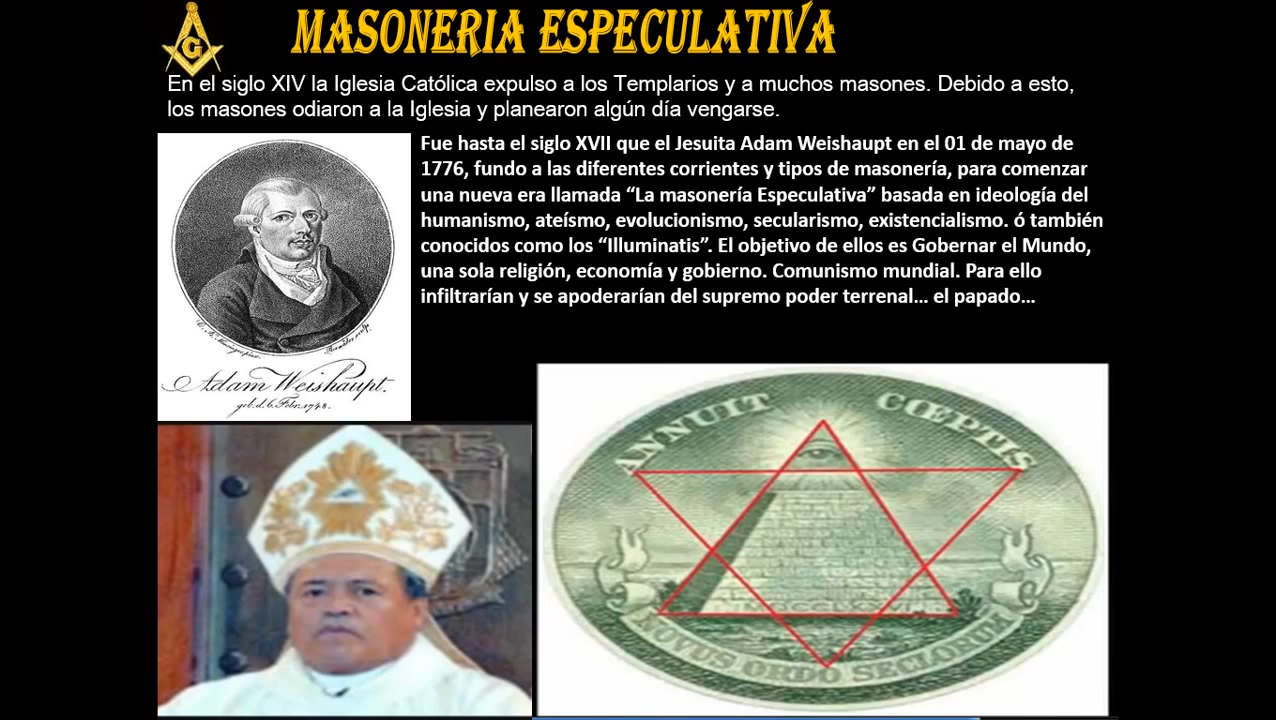 MASONERIA ESPECULATIVA
G
En el siglo XIV la Iglesia Católica expulso a los Templarios y a muchos masones. Debido a esto,
los masones odiaron a la Iglesia y planearon algún día vengarse.
Fue hasta el siglo XVII que el Jesuita Adam Weishaupt en el 01 de mayo de
1776, fundo a las diferentes corrientes y tipos de masonería, para comenzar
una nueva era llamada “La masonería Especulativa” basada en ideología del
humanismo, ateísmo, evolucionismo, secularismo, existencialismo. ó también
conocidos como los “Illuminatis”. El objetivo de ellos es Gobernar el Mundo,
una sola religión, economía y gobierno. Comunismo mundial. Para ello
infiltrarían y se apoderarían del supremo poder terrenal... el papado...
Adam Weishaupt.
geb. d. 6. Febr. 1748.
ANNUIT CŒPTIS
NOVUS ORDO SECLORUM